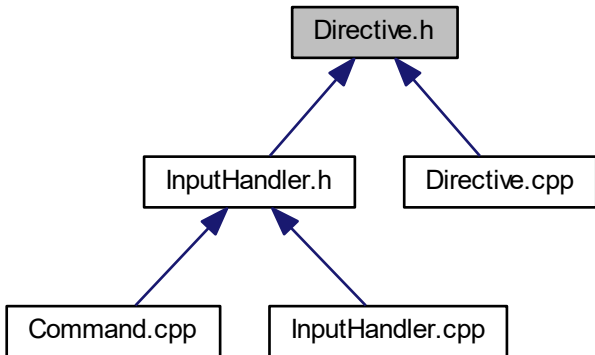 Directive.h
InputHandler.h
Directive.cpp
Command.cpp
InputHandler.cpp